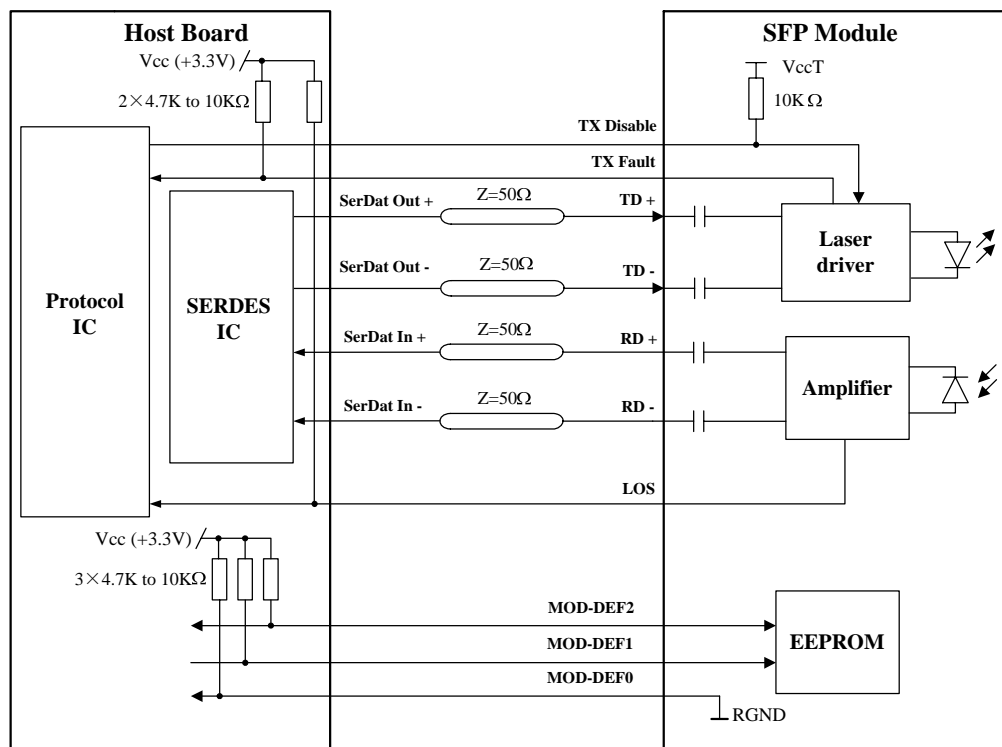 Host Board
SFP Module
Vcc (+3.3V)
VccT
2×4.7K to 10KΩ
10K Ω
TX Disable
TX Fault
SerDat Out +
Z=50Ω
TD +
Laser
driver
SerDat Out -
Z=50Ω
TD -
Protocol
IC
SERDES
IC
SerDat In +
Z=50Ω
RD +
Amplifier
SerDat In -
Z=50Ω
RD -
LOS
Vcc (+3.3V)
3×4.7K to 10KΩ
MOD-DEF2
MOD-DEF1
EEPROM
MOD-DEF0
RGND